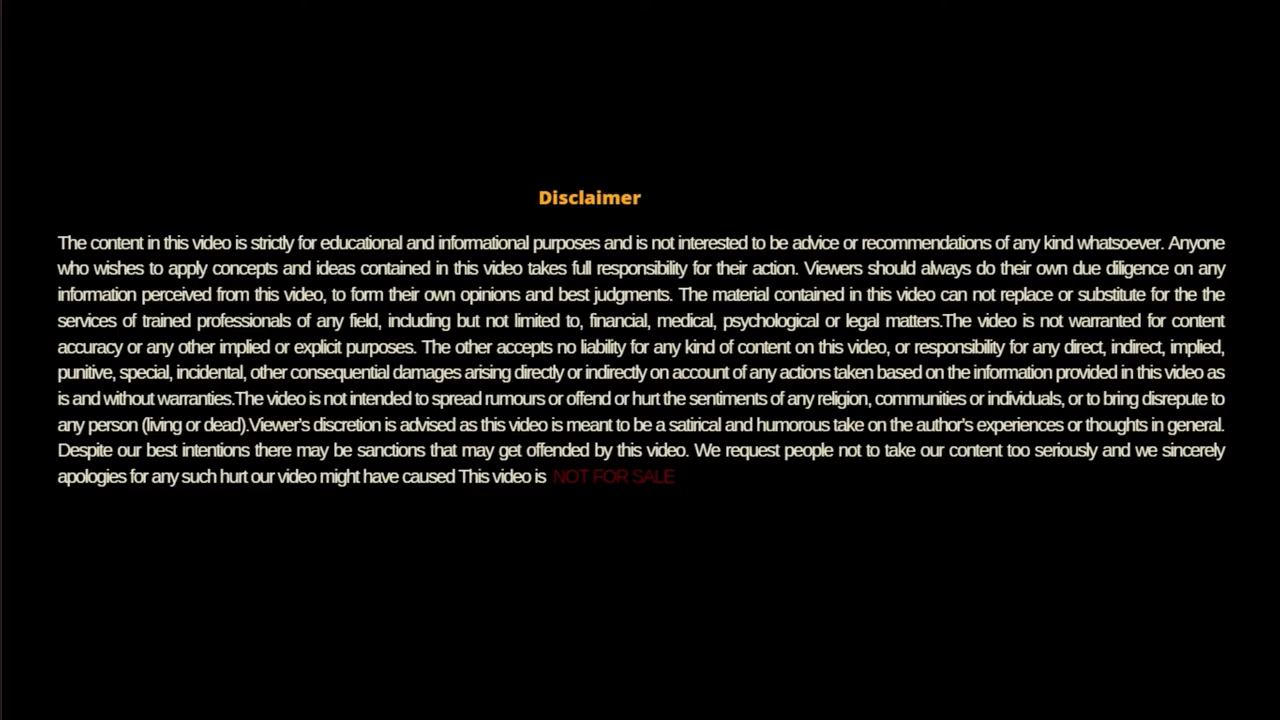 Disclaimer
The content in this video is strictly for educational and informational purposes and is not interested to be advice or recommendations of any kind whatsoever. Anyone
who wishes to apply concepts and ideas contained in this video takes full responsibility for their action. Viewers should always do their own due diligence on any
information perceived from this video, to form their own opinions and best judgments. The material contained in this video can not replace or substitute for the the
services of trained professionals of any field, including but not limited to, financial, medical, psychological or legal matters.The video is not warranted for content
accuracy or any other implied or explicit purposes. The other accepts no liability for any kind of content on this video, or responsibility for any direct, indirect, implied,
punitive, special, incidental, other consequential damages arising directly or indirectly on account of any actions taken based on the information provided in this video as
is and without warranties.The video is not intended to spread rumours or offend or hurt the sentiments of any religion, communities or individuals, or to bring disrepute to
any person (living or dead).Viewer's discretion is advised as this video is meant to be a satirical and humorous take on the author's experiences or thoughts in general.
Despite our best intentions there may be sanctions that may get offended by this video. We request people not to take our content too seriously and we sincerely
apologies for any such hurt our video might have caused This video is NOT FOR SALE